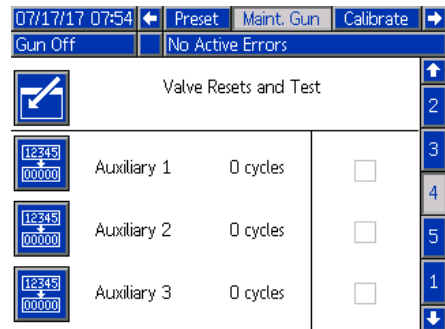 07/17/17 07:54 Preset Maint. Gun Calibrate
Gun Off No Active Errors
Valve Resets and Test
2
3
4
5
1
12345
00000
Auxiliary 1 0 cycles
12345
00000
Auxiliary 2 0 cycles
12345
00000
Auxiliary 3 0 cycles